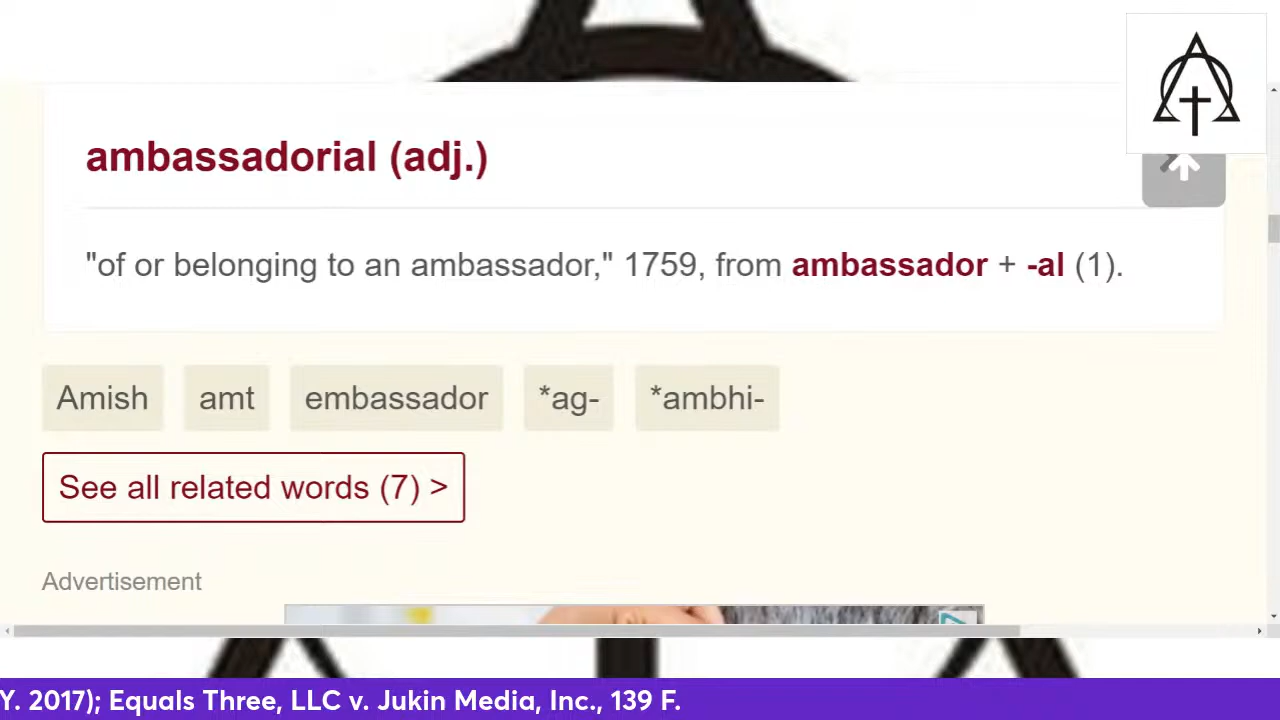 ambassadorial (adj.)
"of or belonging to an ambassador," 1759, from ambassador + -al (1).
Amish amt embassador *ag- *ambhi-
See all related words (7) >
Advertisement
Y. 2017); Equals Three, LLC v. Jukin Media, Inc., 139 F.